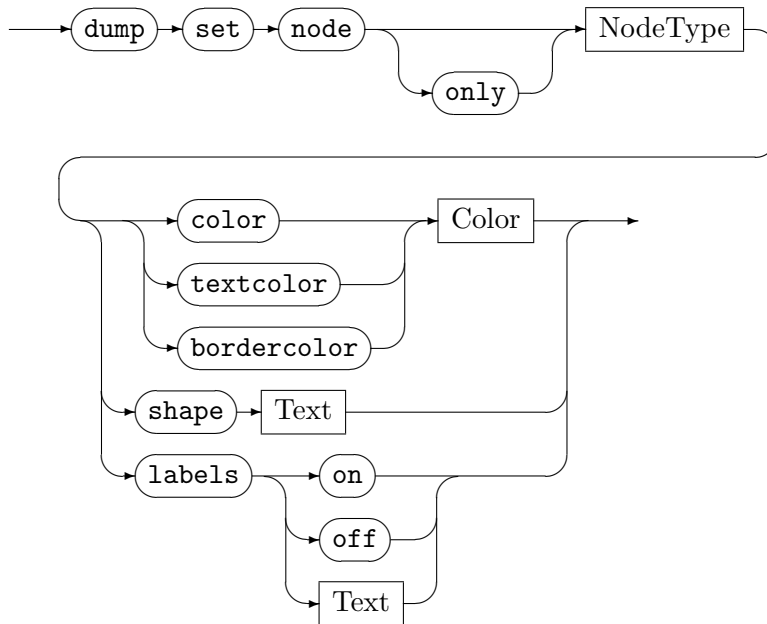 dump set node NodeType
only
color Color
textcolor
bordercolor
shape Text
labels on
off
Text